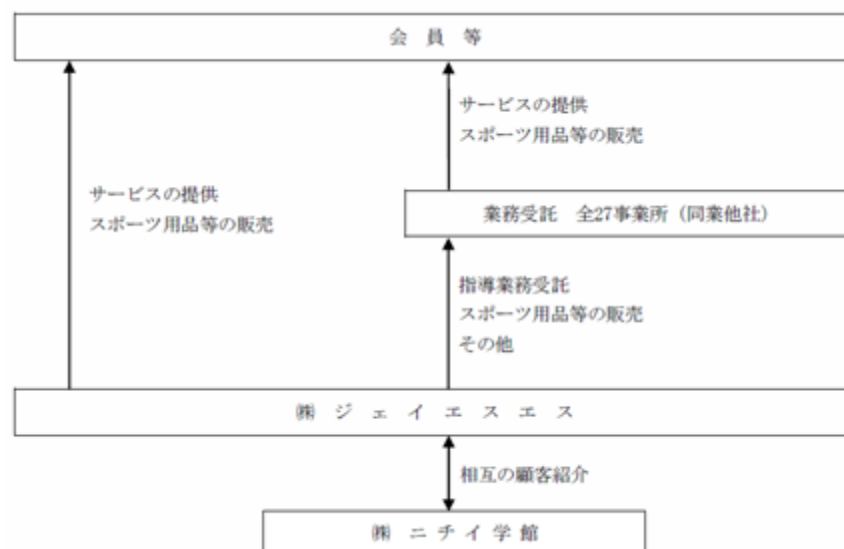 会 員 等
サービスの提供
スポーツ用品等の販売
サービスの提供
スポーツ用品等の販売
業務受託 全27事業所（同業他社）
指導業務受託
スポーツ用品等の販売
その他
㈱ ジ ェ イ エ ス エ ス
相互の顧客紹介
㈱ ニ チ イ 学 館